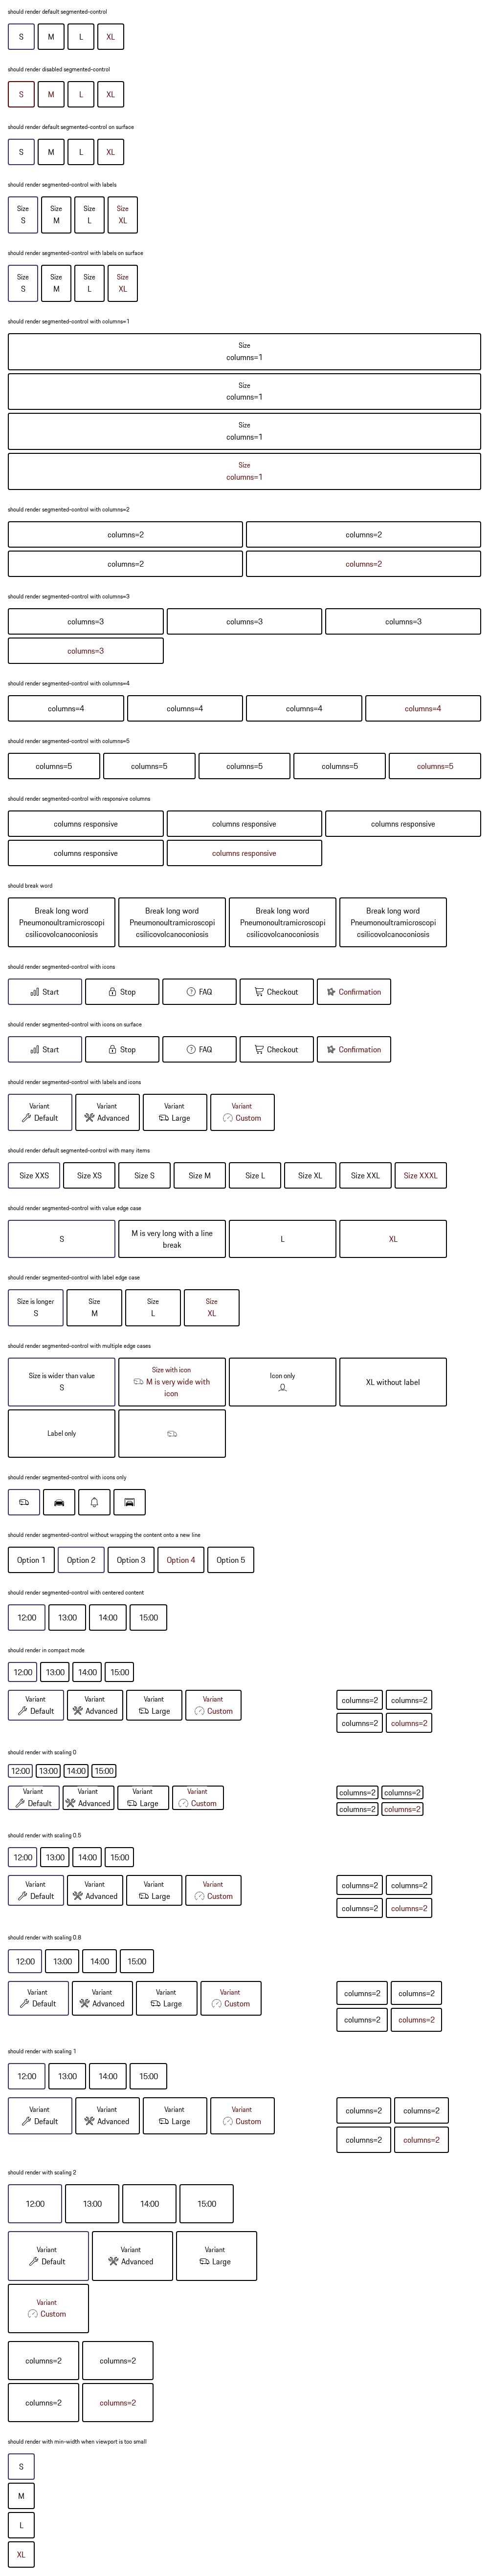 should render default segmented-control
S M L XL
should render disabled segmented-control
S M L XL
should render default segmented-control on surface
S M L XL
should render segmented-control with labels
Size Size Size Size
S M L XL
should render segmented-control with labels on surface
Size Size Size Size
S M L XL
should render segmented-control with columns=1
Size
columns=1
Size
columns=1
Size
columns=1
Size
columns=1
should render segmented-control with columns=2
columns=2 columns=2
columns=2 columns=2
should render segmented-control with columns=3
columns=3 columns=3 columns=3
columns=3
should render segmented-control with columns=4
columns=4 columns=4 columns=4 columns=4
should render segmented-control with columns=5
columns=5 columns=5 columns=5 columns=5 columns=5
should render segmented-control with responsive columns
columns responsive columns responsive columns responsive
columns responsive columns responsive
should break word
Break long word Break long word Break long word Break long word
Pneumonoultramicroscopi Pneumonoultramicroscopi Pneumonoultramicroscopi Pneumonoultramicroscopi
csilicovolcanoconiosis csilicovolcanoconiosis csilicovolcanoconiosis csilicovolcanoconiosis
should render segmented-control with icons
Start Stop FAQ Checkout Confirmation
should render segmented-control with icons on surface
Start Stop FAQ Checkout Confirmation
should render segmented-control with labels and icons
Variant Variant Variant Variant
Default Advanced Large Custom
should render default segmented-control with many items
Size XXS Size XS Size S Size M Size L Size XL Size XXL Size XXXL
should render segmented-control with value edge case
S M is very long with a line L XL
break
should render segmented-control with label edge case
Size is longer Size Size Size
S M L XL
should render segmented-control with multiple edge cases
Size is wider than value Size with icon Icon only XL without label
S M is very wide with
icon
Label only
should render segmented-control with icons only
should render segmented-control without wrapping the content onto a new line
Option 1 Option 2 Option 3 Option 4 Option 5
should render segmented-control with centered content
12:00 13:00 14:00 15:00
should render in compact mode
12:00 13:00 14:00 15:00
Variant Variant Variant Variant
Default Advanced Large Custom
columns=2 columns=2
columns=2 columns=2
should render with scaling 0
12:00 13:00 14:00 15:00
Variant Variant Variant Variant
Default Advanced Large Custom
columns=2 columns=2
columns=2 columns=2
should render with scaling 0.5
12:00 13:00 14:00 15:00
Variant Variant Variant Variant
Default Advanced Large Custom
columns=2 columns=2
columns=2 columns=2
should render with scaling 0.8
12:00 13:00 14:00 15:00
Variant Variant Variant Variant
Default Advanced Large Custom
columns=2 columns=2
columns=2 columns=2
should render with scaling 1
12:00 13:00 14:00 15:00
Variant Variant Variant Variant
Default Advanced Large Custom
columns=2 columns=2
columns=2 columns=2
should render with scaling 2
12:00 13:00 14:00 15:00
Variant Variant Variant
Default Advanced Large
Variant
Custom
columns=2 columns=2
columns=2 columns=2
should render with min-width when viewport is too small
S
M
L
XL